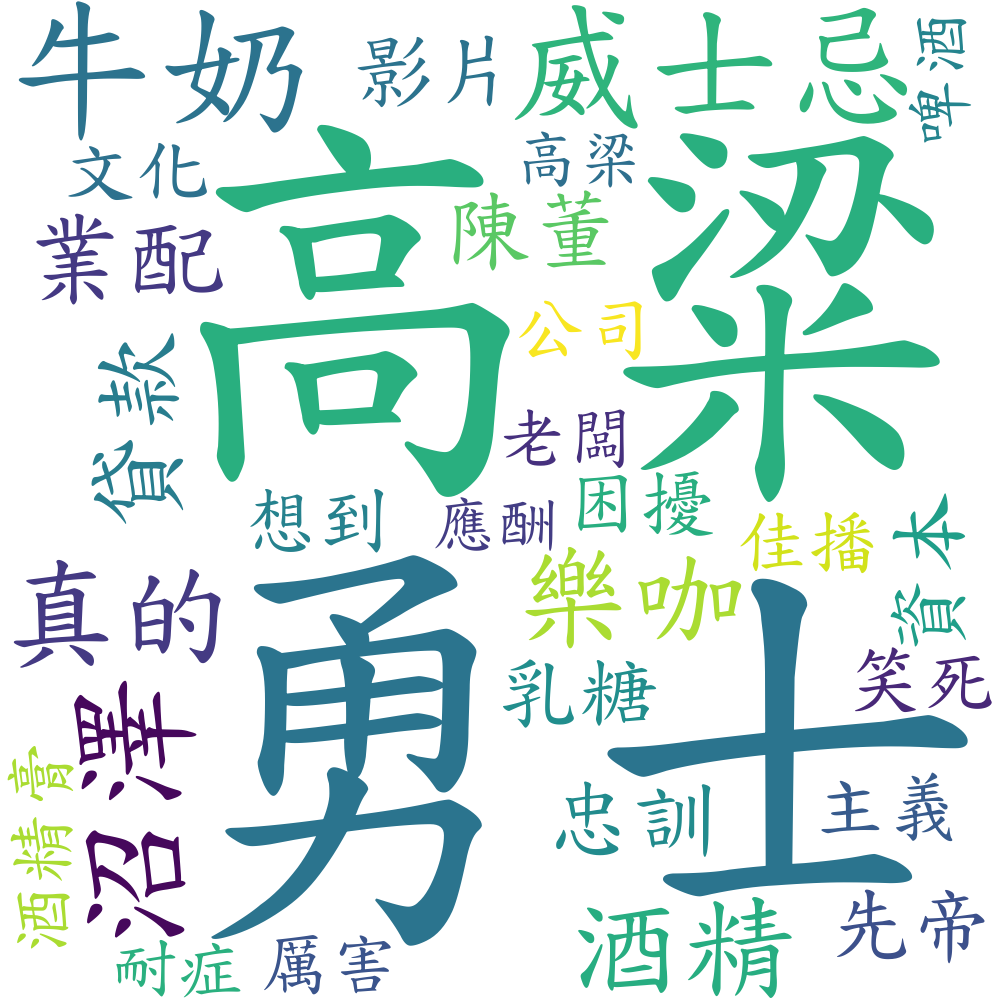 牛奶
影片
威士忌
啤酒
文化
高粱
高梁
業配
陳董
公司
貸款
老闆
想到
應酬
困擾
佳播
資本
真的
勇士
樂咖
乳糖
笑死
沼澤
酒精膏
忠訓
主義
先帝
酒精
耐症
厲害